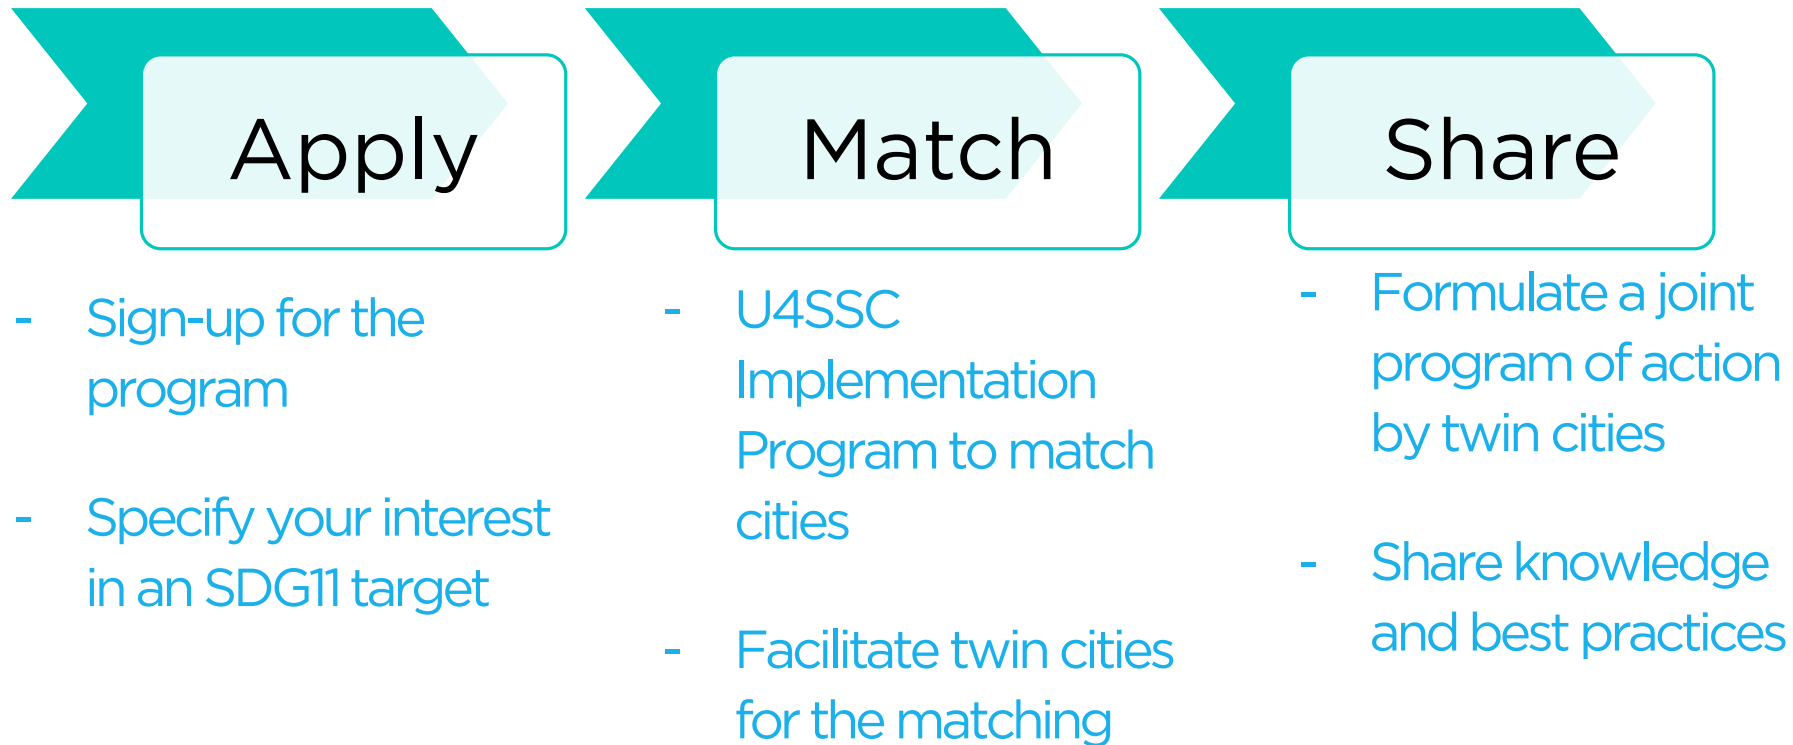 Apply
- Sign-up for the
program
- Specify your interest
in an SDG11 target
Match
- U4SSC
Implementation
Program to match
cities
- Facilitate twin cities
for the matching
Share
- Formulate a joint
program of action
by twin cities
- Share knowledge
and best practices